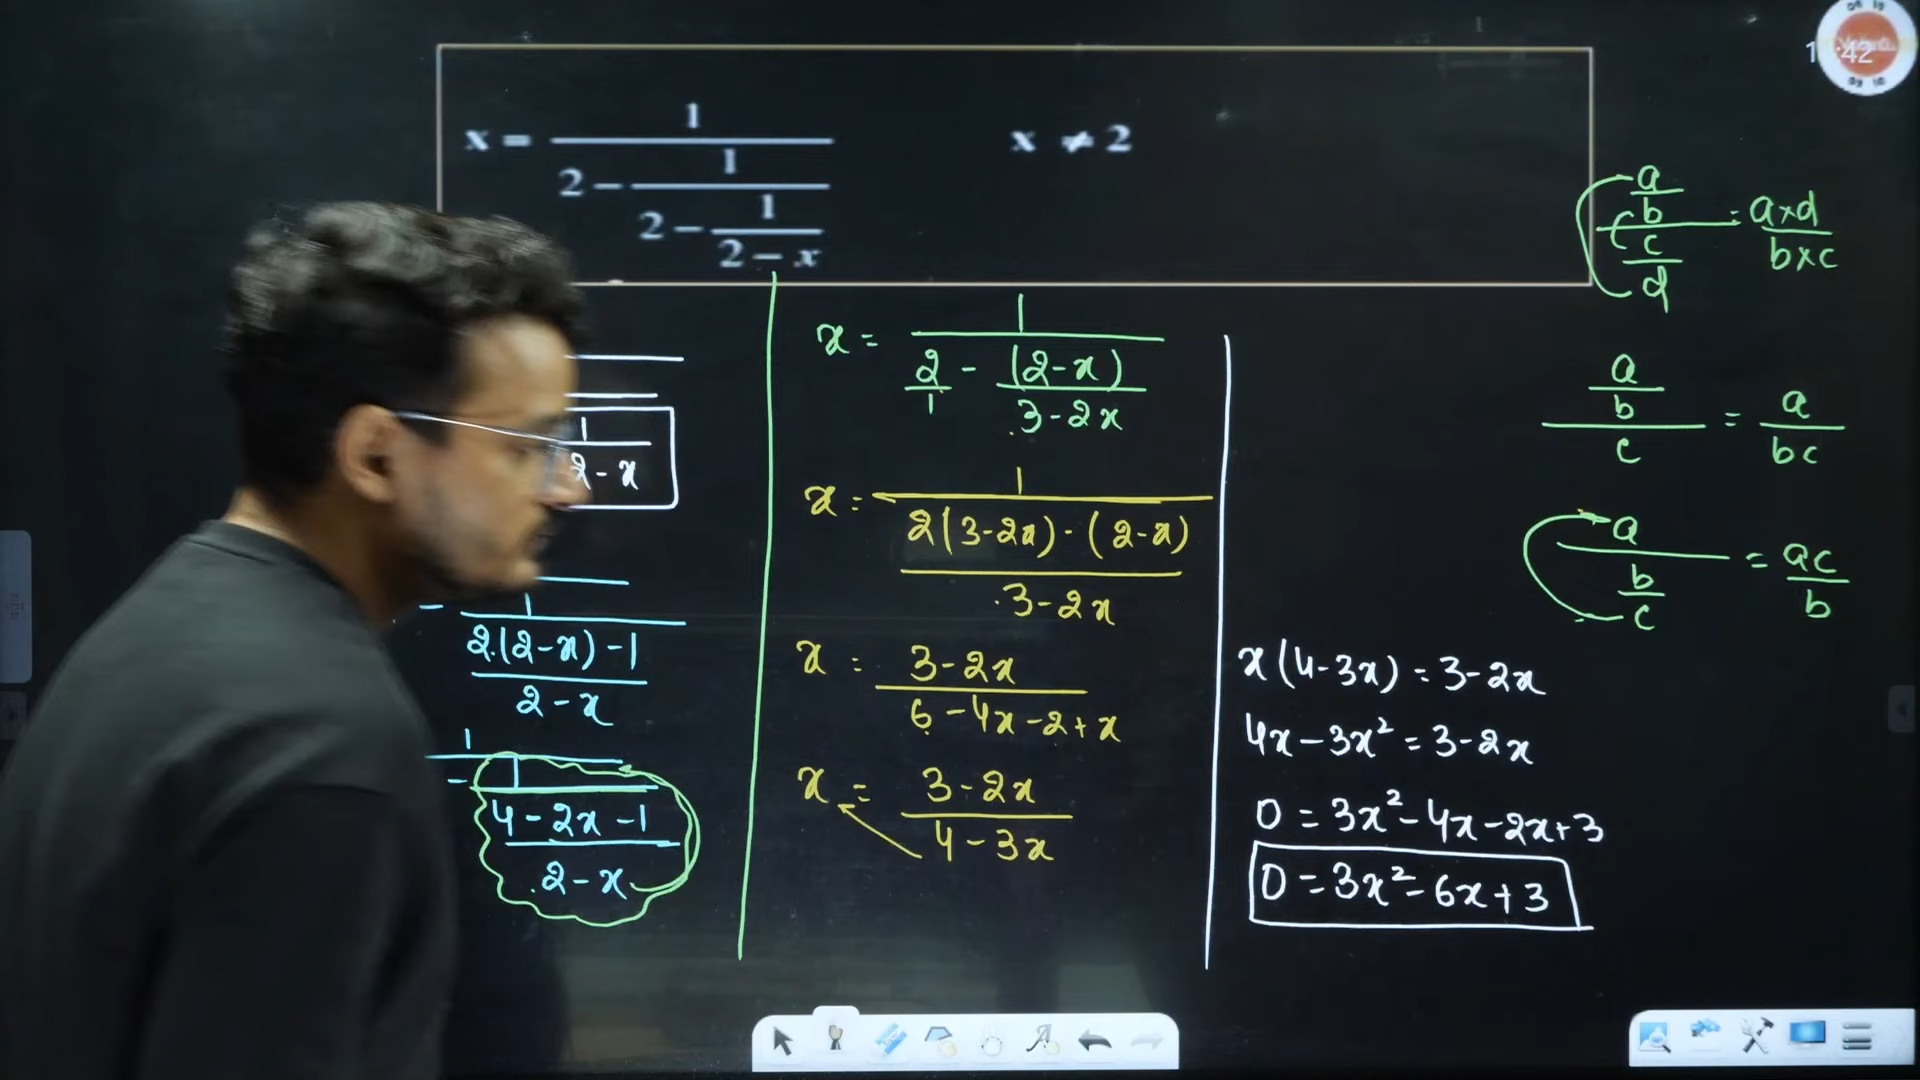 x = 1 / (2 - 1 / (2 - 1 / (2 - x)))    x ≠ 2
1
2 - x
- 1
2.(2-x) - 1
2 - x
1
- 1
4 - 2x - 1
.2 - x
x = 1
2/1 - (2-x)
.3 - 2x
x = 1
2(3-2x) - (2-x)
.3 - 2x
x = 3-2x
6 - 4x - 2 + x
x = 3-2x
4 - 3x
x(4-3x) = 3-2x
4x - 3x² = 3-2x
0 = 3x² - 4x - 2x + 3
0 = 3x² - 6x + 3
(a/b) / (c/d) = a×d / b×c
(a/b) / c = a / bc
a / (b/c) = ac / b